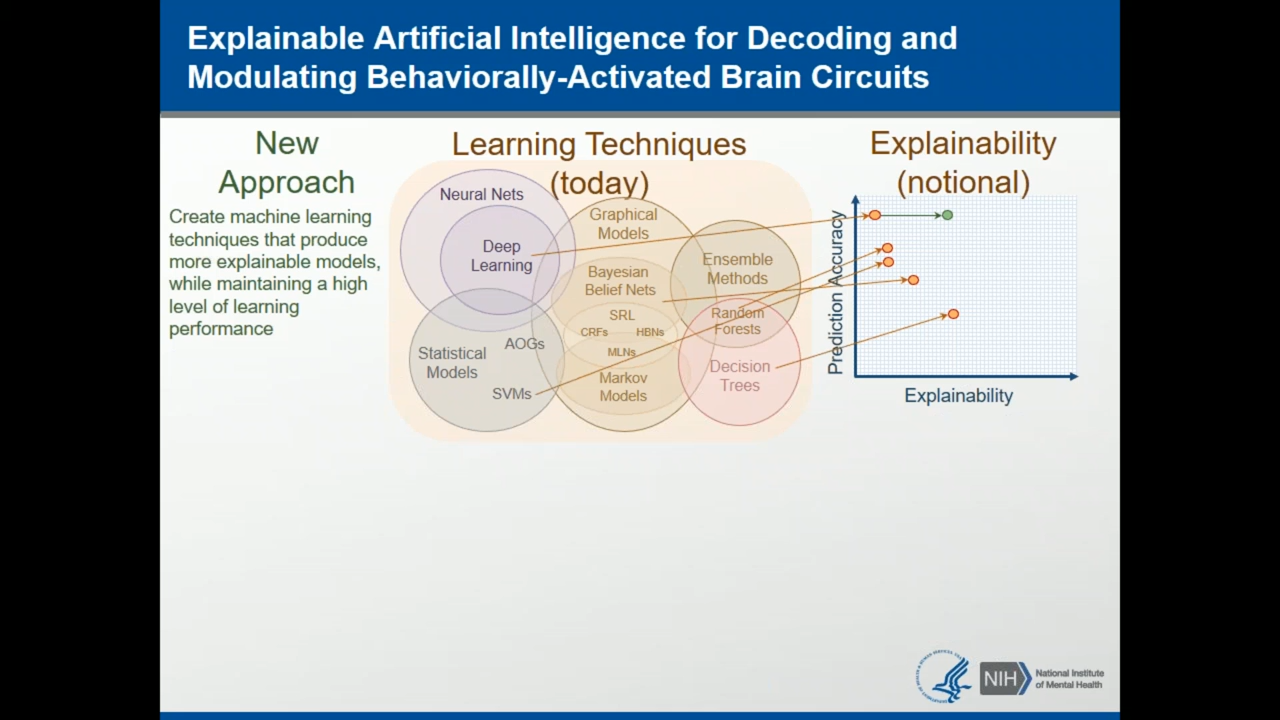 Explainable Artificial Intelligence for Decoding and
Modulating Behaviorally-Activated Brain Circuits
New
Approach
Create machine learning
techniques that produce
more explainable models,
while maintaining a high
level of learning
performance
Learning Techniques
(today)
Neural Nets
Deep
Learning
Graphical
Models
Ensemble
Methods
Bayesian
Belief Nets
SRL
CRFs HBNs
MLNs
Random
Forests
AOGs
Statistical
Models
SVMs
Markov
Models
Decision
Trees
Explainability
(notional)
Prediction Accuracy
Explainability
NIH
National Institute
of Mental Health